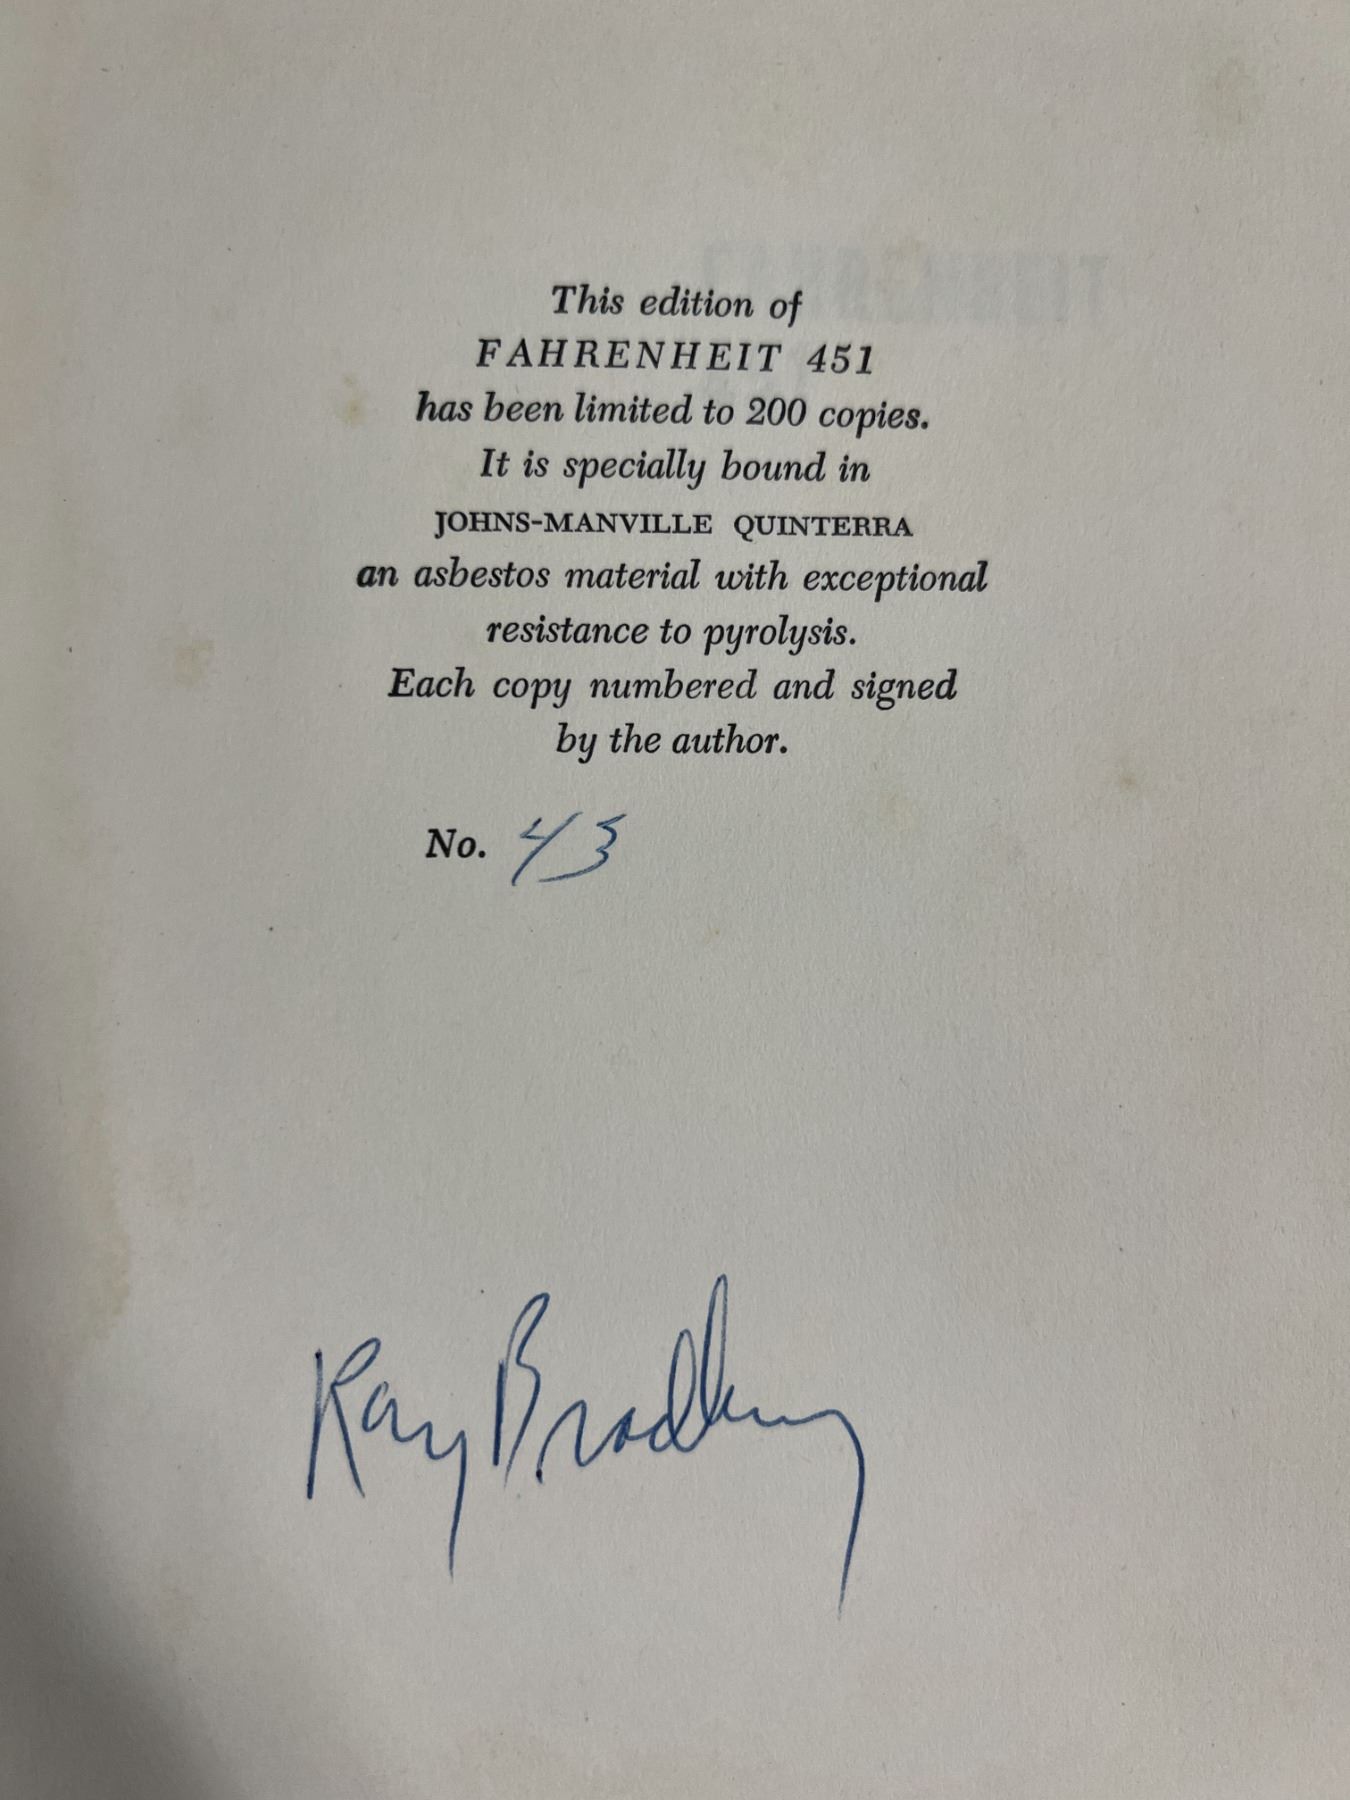 This edition of
FAHRENHEIT 451
has been limited to 200 copies.
It is specially bound in
JOHNS-MANVILLE QUINTERRA
an asbestos material with exceptional
resistance to pyrolysis.
Each copy numbered and signed
by the author.
No. 43
Ray Bradbury